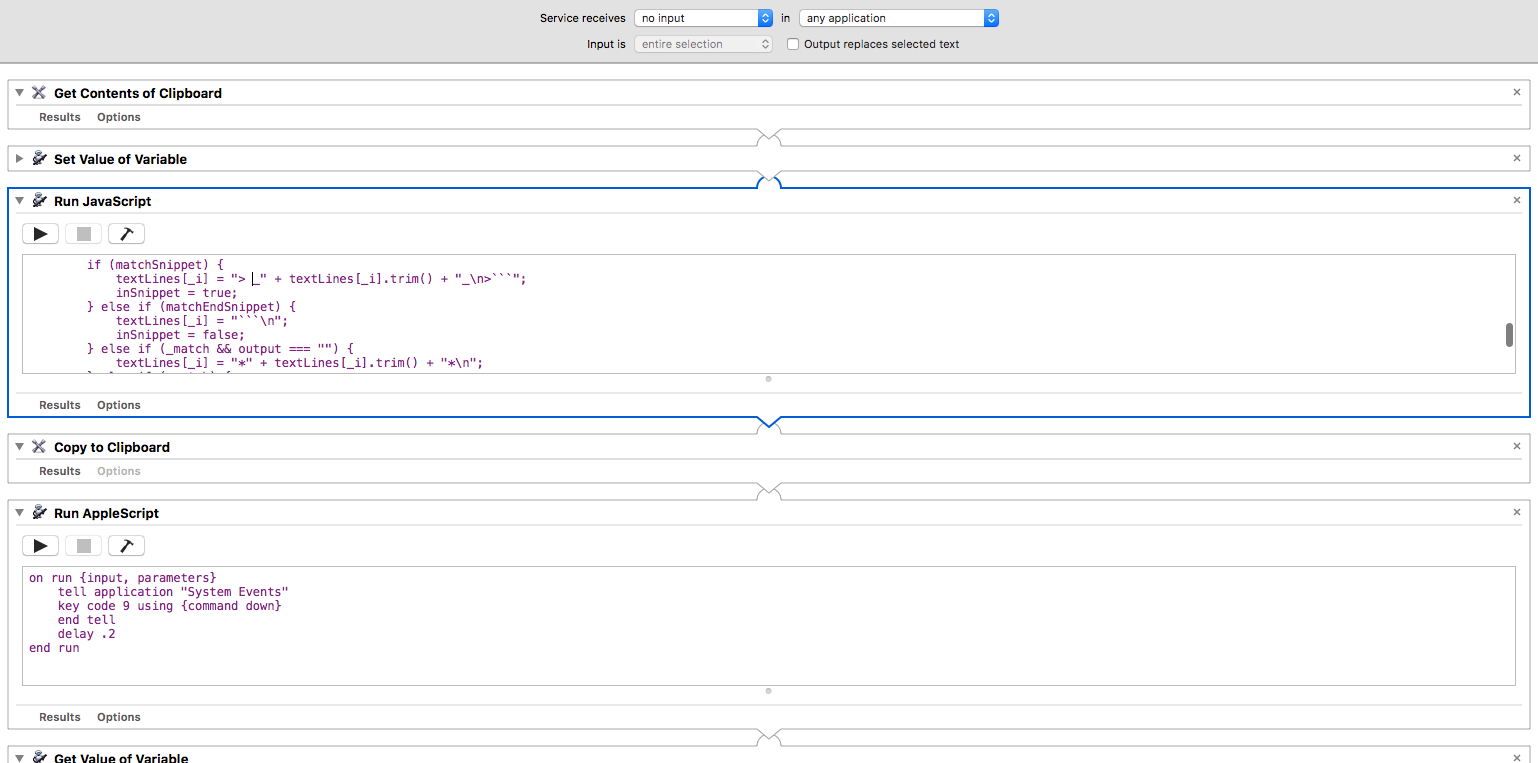 Service receives no input in any application
Input is entire selection Output replaces selected text
Get Contents of Clipboard
Results Options
Set Value of Variable
Run JavaScript
if (matchSnippet) {
textLines[_i] = "> _" + textLines[_i].trim() + "_\n>```";
inSnippet = true;
} else if (matchEndSnippet) {
textLines[_i] = "```\n";
inSnippet = false;
} else if (_match && output === "") {
textLines[_i] = "*" + textLines[_i].trim() + "*\n";
Results Options
Copy to Clipboard
Results Options
Run AppleScript
on run {input, parameters}
tell application "System Events"
key code 9 using {command down}
end tell
delay .2
end run
Results Options
Get Value of Variable